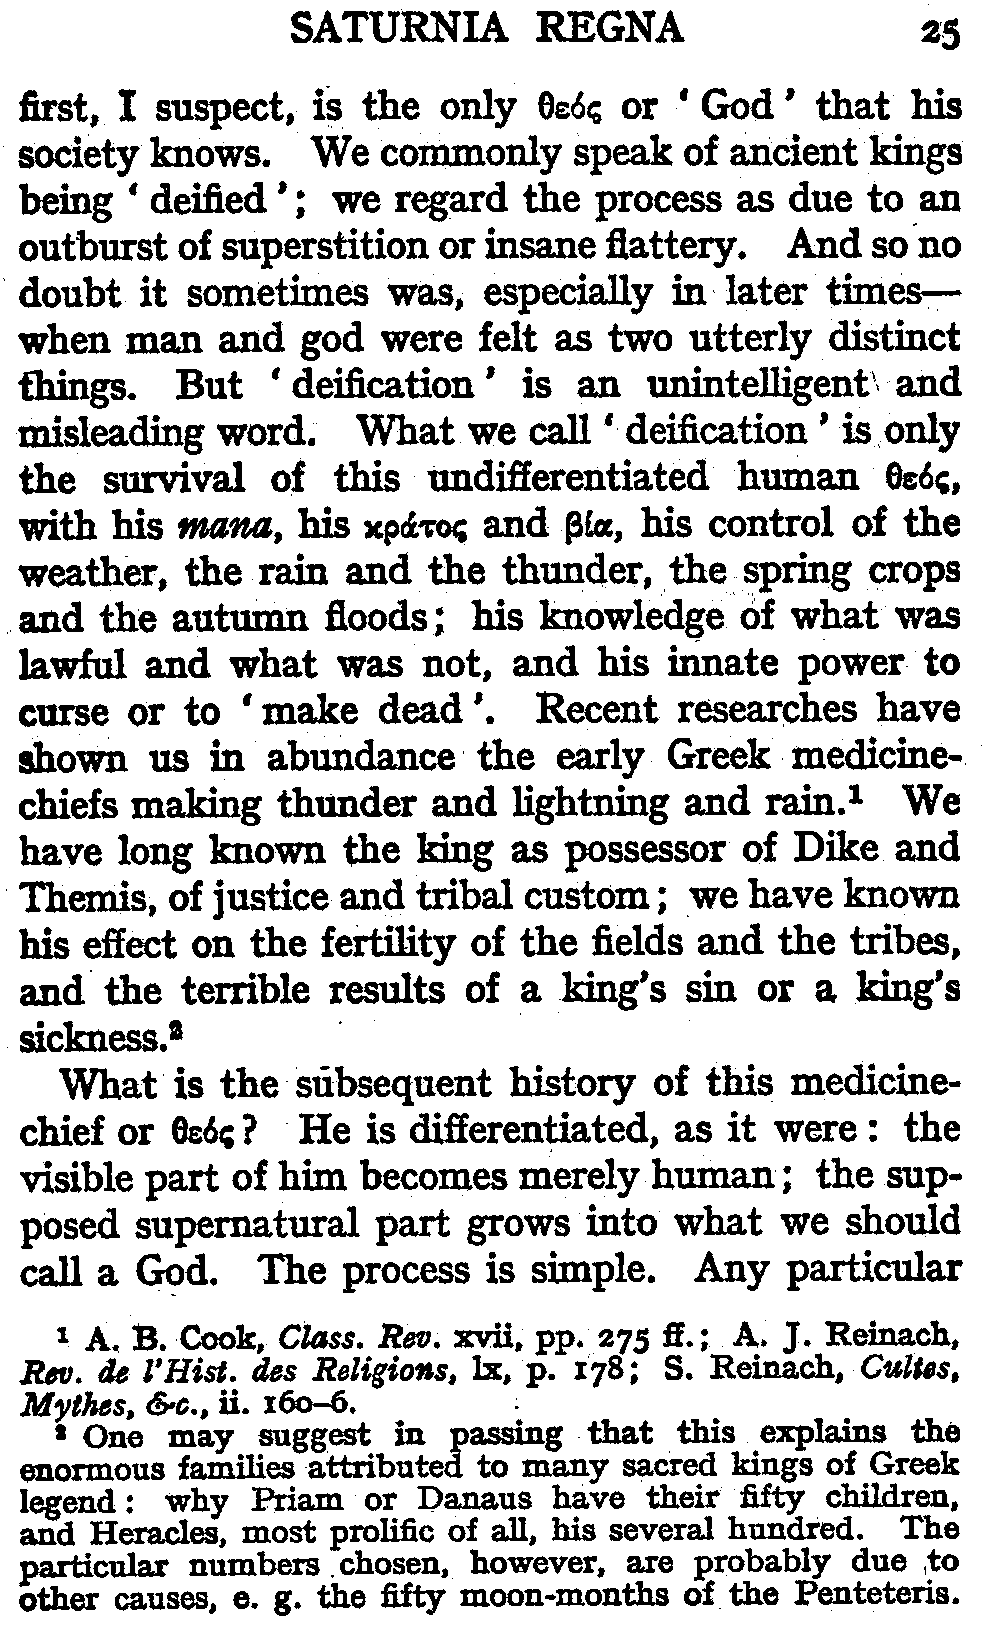 SATURNIA REGNA 25
first, I suspect, is the only θεός or ‘ God ’ that his
society knows. We commonly speak of ancient kings
being ‘ deified ’; we regard the process as due to an
outburst of superstition or insane flattery. And so no
doubt it sometimes was, especially in later times—
when man and god were felt as two utterly distinct
things. But ‘ deification ’ is an unintelligent and
misleading word. What we call ‘ deification ’ is only
the survival of this undifferentiated human θεός,
with his mana, his κράτος and βία, his control of the
weather, the rain and the thunder, the spring crops
and the autumn floods; his knowledge of what was
lawful and what was not, and his innate power to
curse or to ‘ make dead ’. Recent researches have
shown us in abundance the early Greek medicine-
chiefs making thunder and lightning and rain.¹ We
have long known the king as possessor of Dike and
Themis, of justice and tribal custom; we have known
his effect on the fertility of the fields and the tribes,
and the terrible results of a king's sin or a king's
sickness.²
What is the subsequent history of this medicine-
chief or θεός? He is differentiated, as it were: the
visible part of him becomes merely human; the sup-
posed supernatural part grows into what we should
call a God. The process is simple. Any particular
¹ A. B. Cook, Class. Rev. xvii, pp. 275 ff.; A. J. Reinach,
Rev. de l'Hist. des Religions, lx, p. 178; S. Reinach, Cultes,
Mythes, &c., ii. 160–6.
² One may suggest in passing that this explains the
enormous families attributed to many sacred kings of Greek
legend: why Priam or Danaus have their fifty children,
and Heracles, most prolific of all, his several hundred. The
particular numbers chosen, however, are probably due to
other causes, e. g. the fifty moon-months of the Penteteris.